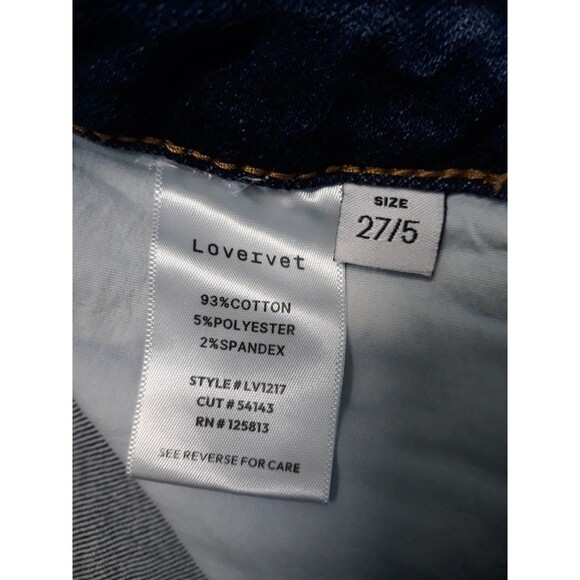 Lovervet
93%COTTON
5%POLYESTER
2%SPANDEX
STYLE # LV1217
CUT # 54143
RN # 125813
SEE REVERSE FOR CARE
SIZE
27/5